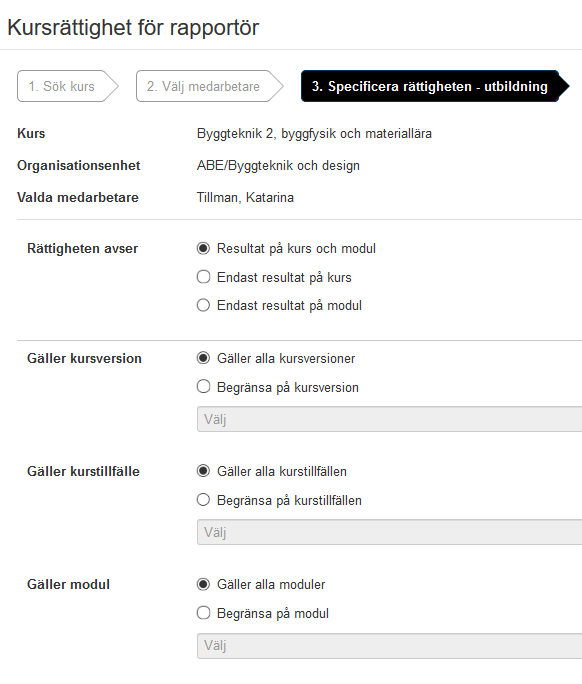 Kursrättighet för rapportör
1. Sök kurs 2. Välj medarbetare 3. Specificera rättigheten - utbildning
Kurs Byggteknik 2, byggfysik och materiallära
Organisationsenhet ABE/Byggteknik och design
Valda medarbetare Tillman, Katarina
Rättigheten avser Resultat på kurs och modul
Endast resultat på kurs
Endast resultat på modul
Gäller kursversion Gäller alla kursversioner
Begränsa på kursversion
Välj
Gäller kurstillfälle Gäller alla kurstillfällen
Begränsa på kurstillfällen
Välj
Gäller modul Gäller alla moduler
Begränsa på modul
Välj